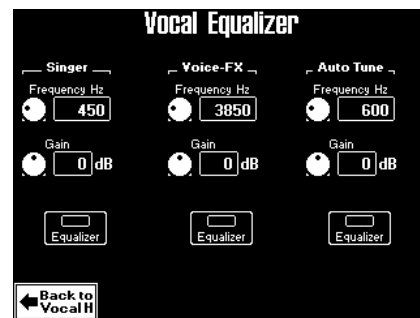 Vocal Equalizer
Singer Voice-FX Auto Tune
Frequency Hz Frequency Hz Frequency Hz
450 3850 600
Gain Gain Gain
0 dB 0 dB 0 dB
Equalizer Equalizer Equalizer
Back to
Vocal H